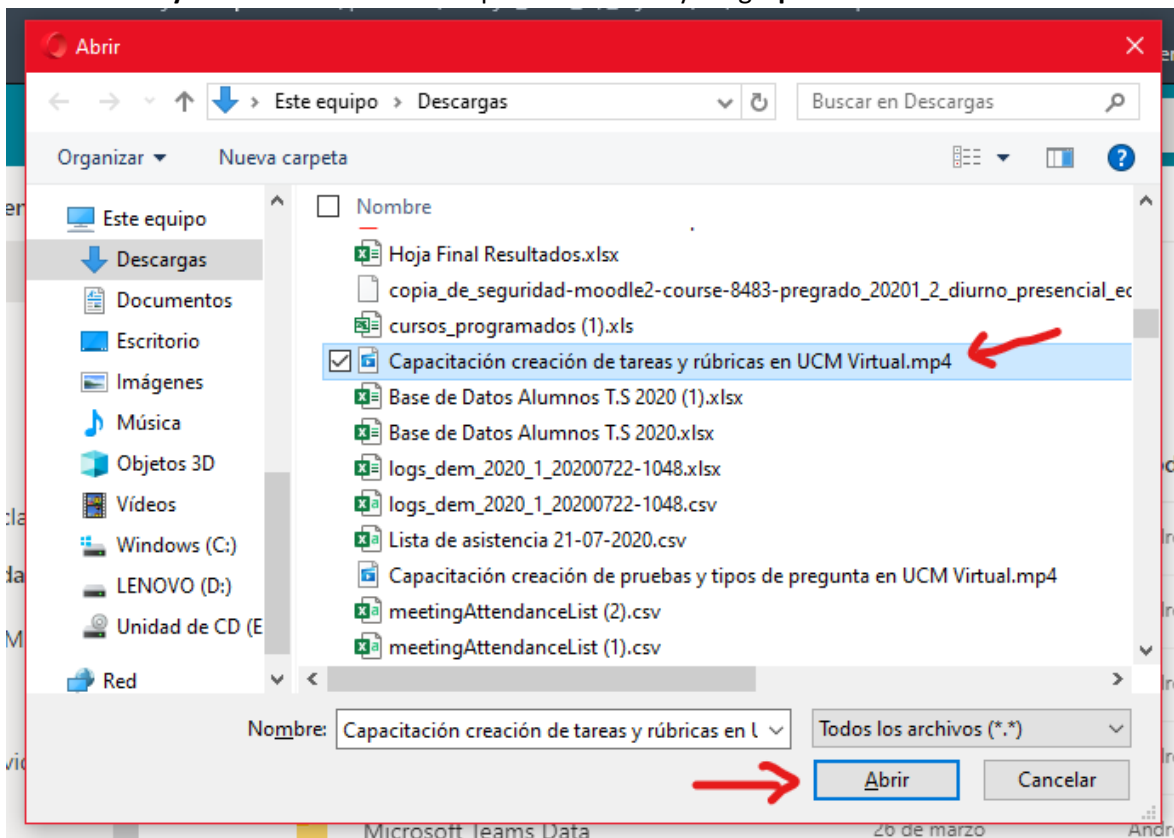 Abrir
Este equipo > Descargas
Buscar en Descargas
Organizar
Nueva carpeta
Este equipo
Descargas
Documentos
Escritorio
Imágenes
Música
Objetos 3D
Vídeos
Windows (C:)
LENOVO (D:)
Unidad de CD (E
Red
Nombre
Hoja Final Resultados.xlsx
copia_de_seguridad-moodle2-course-8483-pregrado_20201_2_diurno_presencial_ec
cursos_programados (1).xls
Capacitación creación de tareas y rúbricas en UCM Virtual.mp4
Base de Datos Alumnos T.S 2020 (1).xlsx
Base de Datos Alumnos T.S 2020.xlsx
logs_dem_2020_1_20200722-1048.xlsx
logs_dem_2020_1_20200722-1048.csv
Lista de asistencia 21-07-2020.csv
Capacitación creación de pruebas y tipos de pregunta en UCM Virtual.mp4
meetingAttendanceList (2).csv
meetingAttendanceList (1).csv
Nombre: Capacitación creación de tareas y rúbricas en U
Todos los archivos (*.*)
Abrir
Cancelar
Microsoft Teams Data
26 de marzo